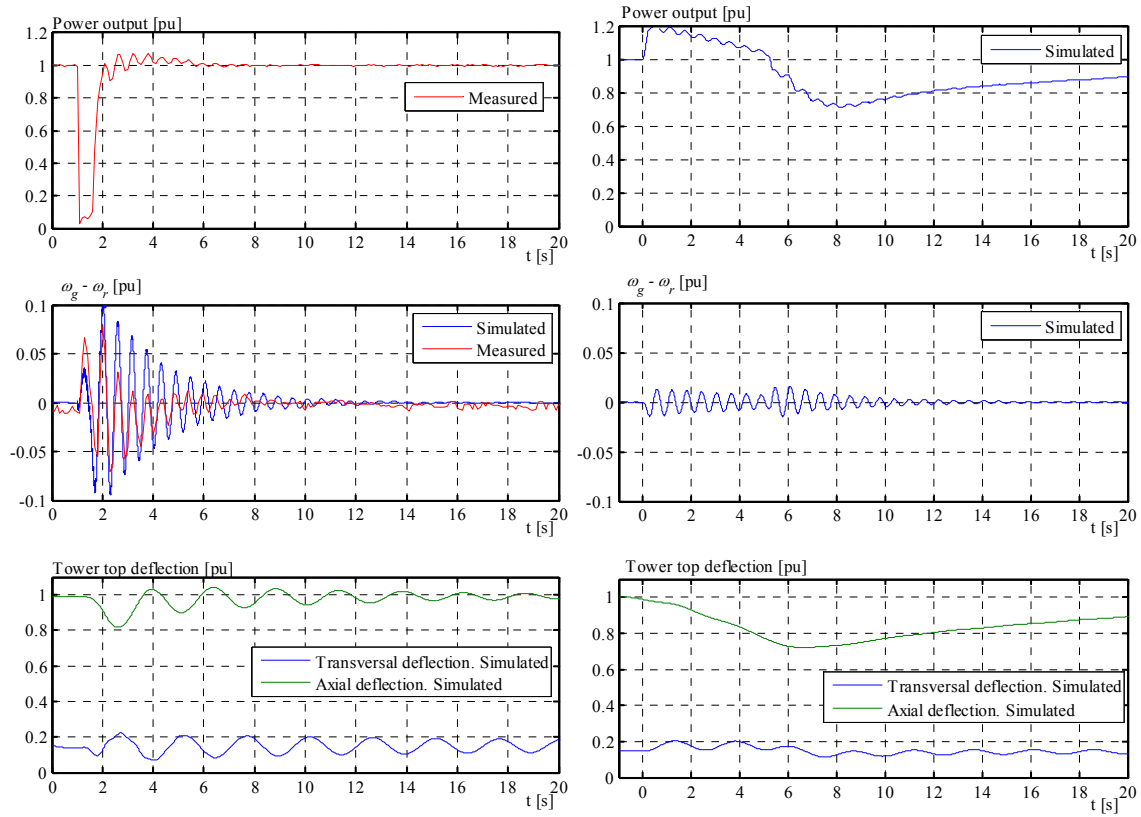 Power output [pu]
1.2
1
0.8
0.6
0.4
0.2
0
Measured
0 2 4 6 8 10 12 14 16 18 20
t [s]
Power output [pu]
1.2
1
0.8
0.6
0.4
0.2
0
Simulated
0 2 4 6 8 10 12 14 16 18 20
t [s]
ω_g - ω_r [pu]
0.1
0.05
0
-0.05
-0.1
Simulated
Measured
0 2 4 6 8 10 12 14 16 18 20
t [s]
ω_g - ω_r [pu]
0.1
0.05
0
-0.05
-0.1
Simulated
0 2 4 6 8 10 12 14 16 18 20
t [s]
Tower top deflection [pu]
1
0.8
0.6
0.4
0.2
0
Transversal deflection. Simulated
Axial deflection. Simulated
0 2 4 6 8 10 12 14 16 18 20
t [s]
Tower top deflection [pu]
1
0.8
0.6
0.4
0.2
0
Transversal deflection. Simulated
Axial deflection. Simulated
0 2 4 6 8 10 12 14 16 18 20
t [s]